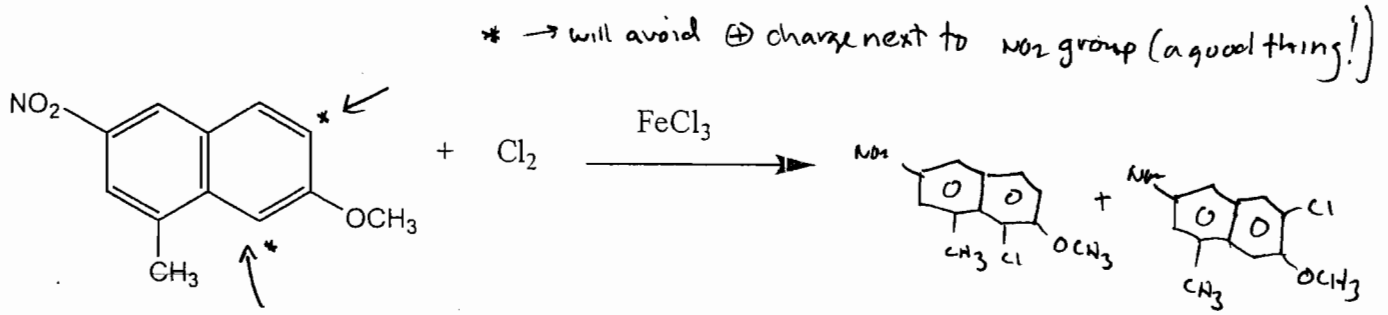 * → will avoid ⊕ charge next to NO2 group (a good thing!)
NO₂
*
OCH₃
*
CH₃
+
Cl₂
FeCl₃
NO2
CH3
Cl
OCH3
+
NO2
Cl
CH3
OCH3